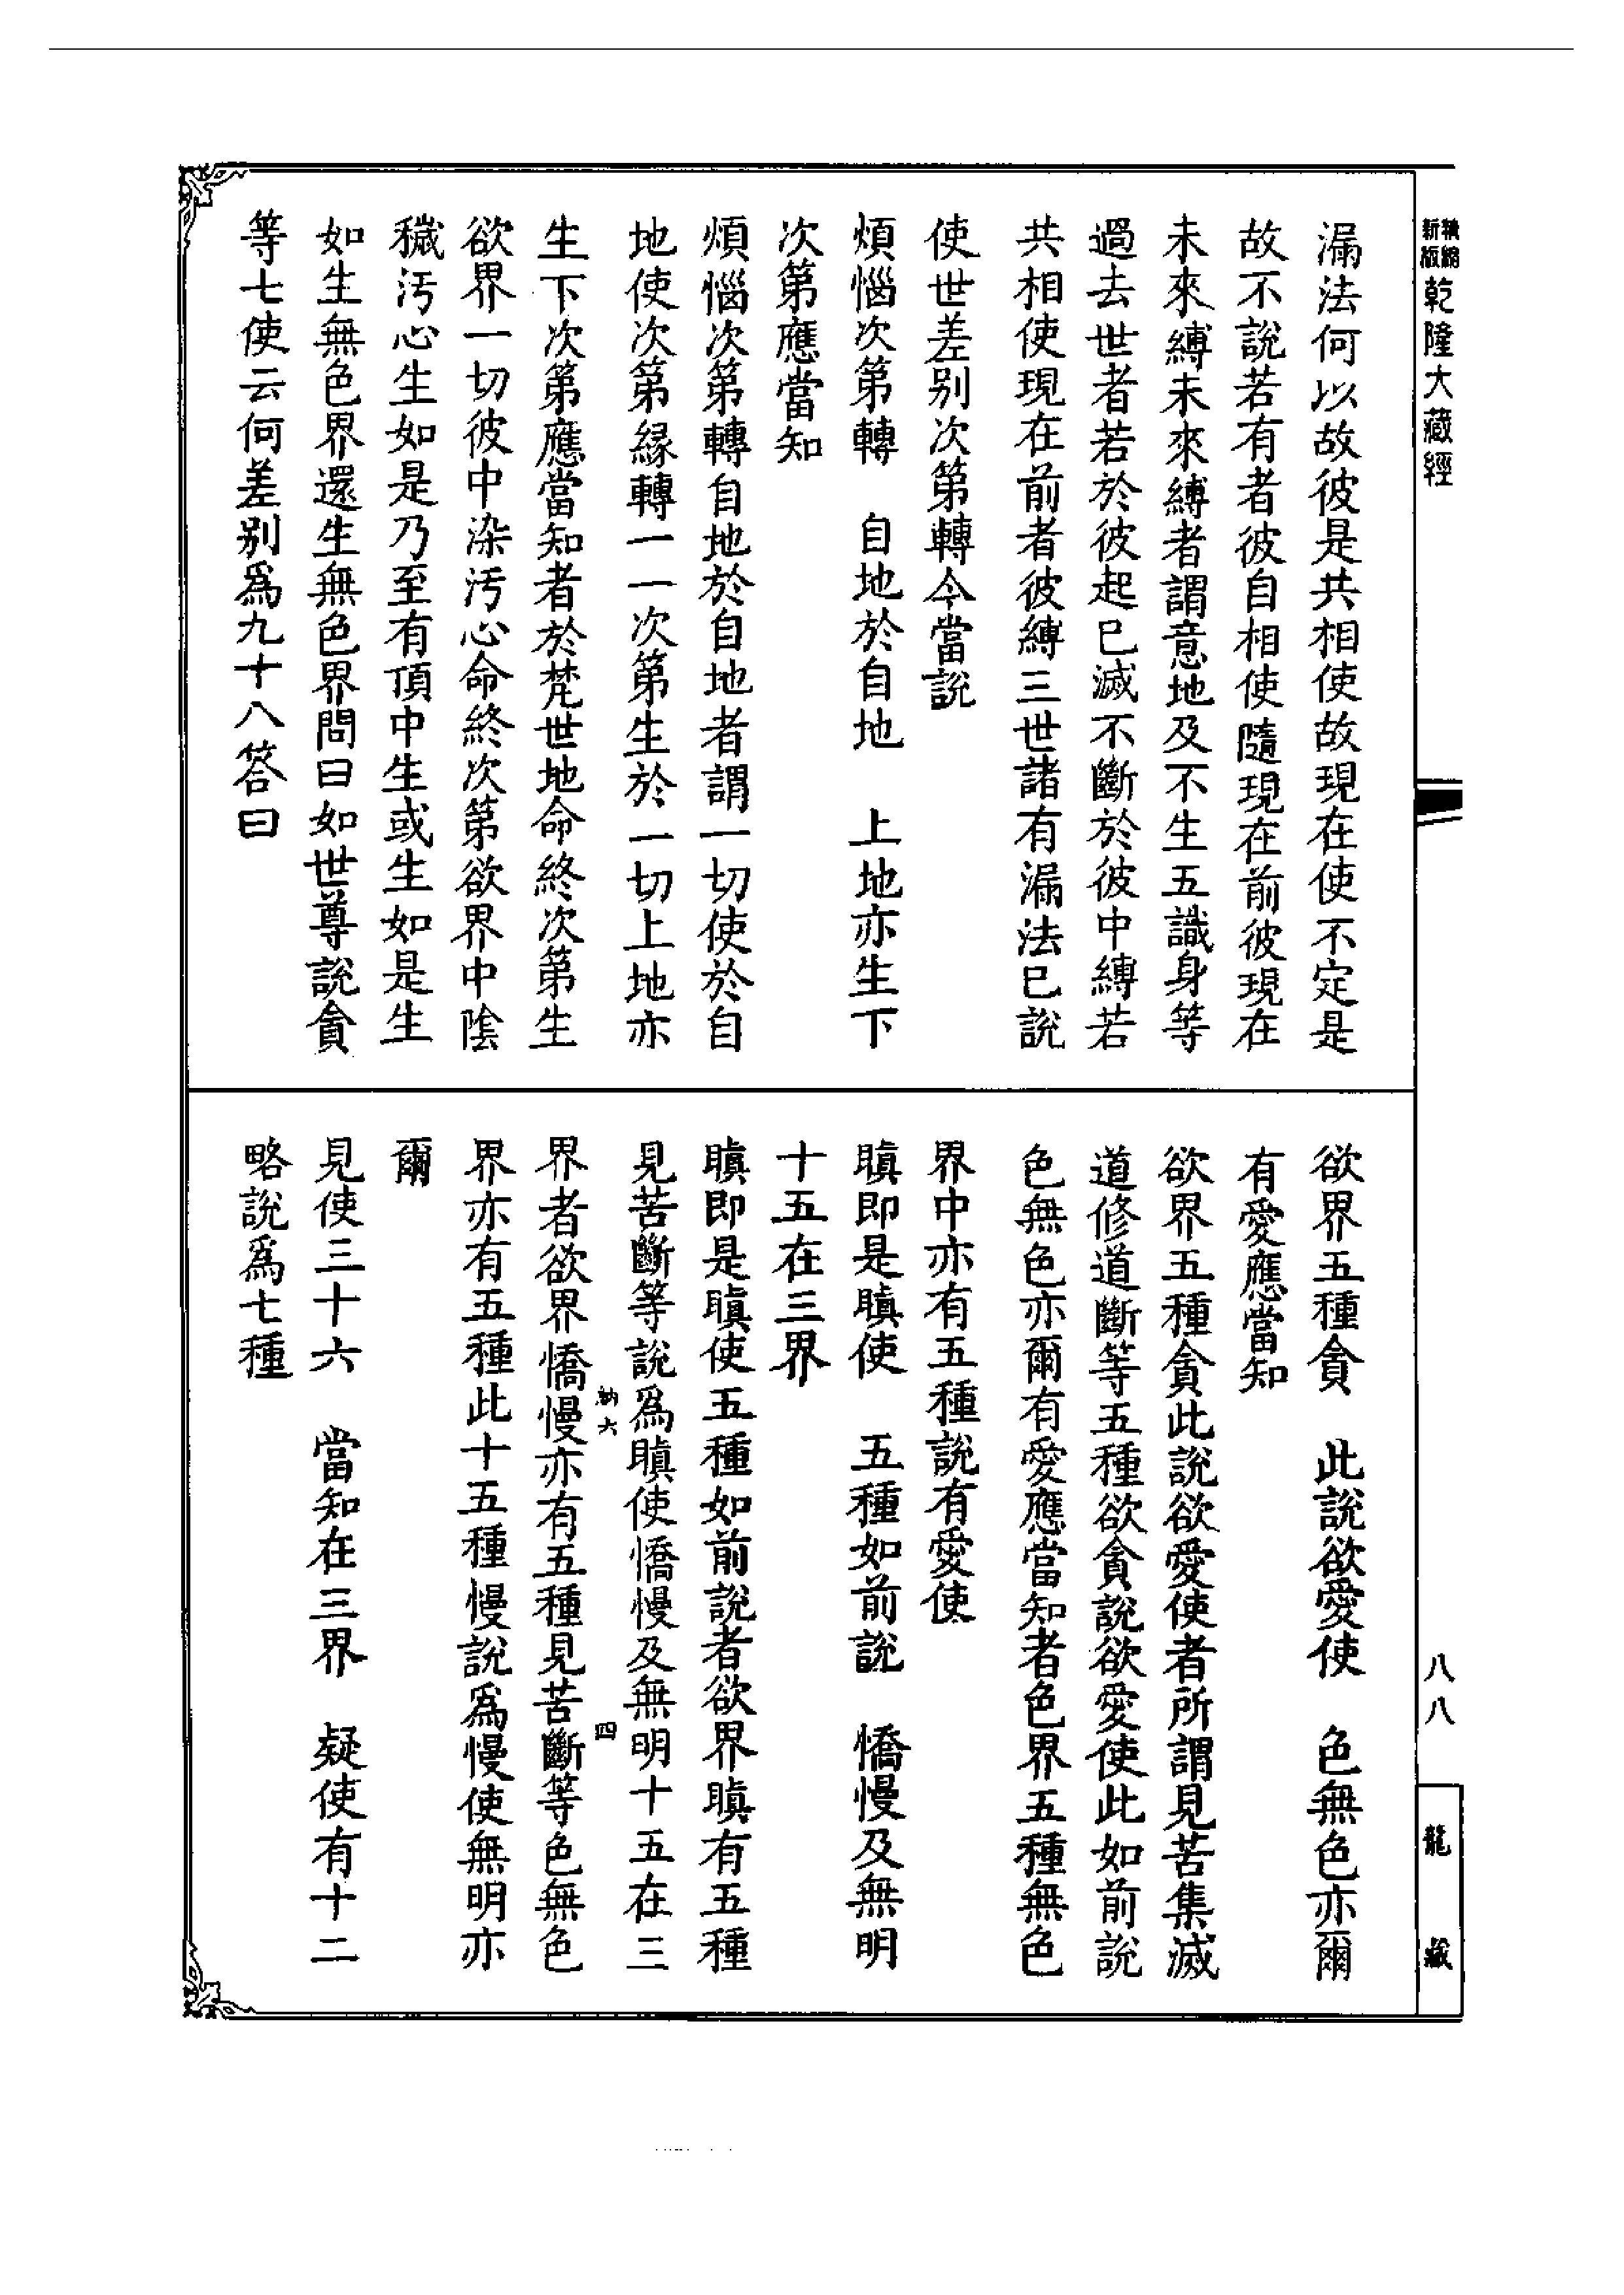 新版
乾隆大藏經
漏法何以故彼是共相使故現在使不定是
故不說若有者彼自相使隨現在前彼現在
未來縛未來縛者謂意地及不生五識身等
過去世者若於彼起已滅不斷於彼中縛若
共相使現在前者彼縛三世諸有漏法已說
使世差別次第轉今當說
煩惱次第轉　自地於自地　上地亦生下
次第應當知
煩惱次第轉自地於自地者謂一切使於自
地使次第緣轉一一次第生於一切上地亦
生下次第應當知者於梵世地命終次第生
欲界一切彼中染汚心命終次第欲界中陰
穢汚心生如是乃至有頂中生或生如是生
如生無色界還生無色界問曰如世尊說貪
等七使云何差別爲九十八答曰
欲界五種貪　此說欲愛使　色無色亦爾
有愛應當知
欲界五種貪此說欲愛使者所謂見苦集滅
道修道斷等五種欲貪說欲愛使此如前說
色無色亦爾有愛應當知者色界五種無色
界中亦有五種說有愛使
瞋即是瞋使　五種如前說　憍慢及無明
十五在三界
瞋即是瞋使五種如前說者欲界瞋有五種
見苦斷等說爲瞋使憍慢及無明十五在三
納六
四
界者欲界憍慢亦有五種見苦斷等色無色
界亦有五種此十五種慢說爲慢使無明亦
爾
見使三十六　當知在三界　疑使有十二
略說爲七種
八八
龍藏